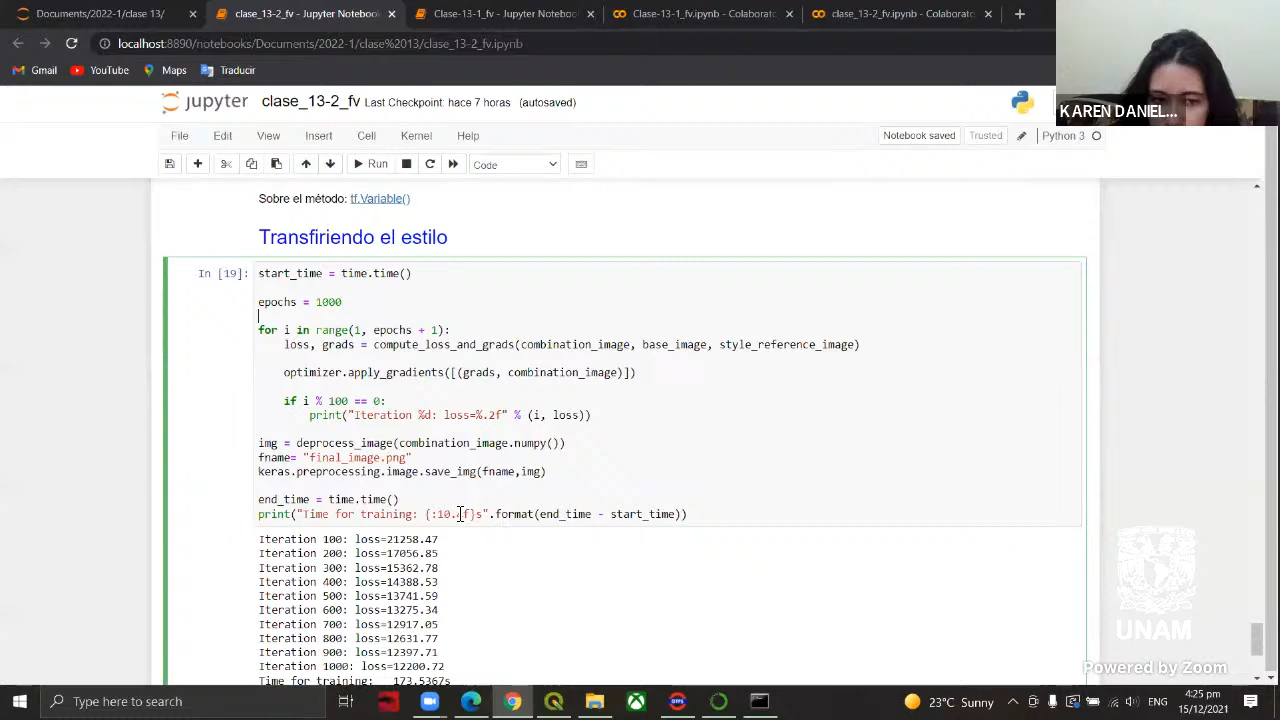 Documents/2022-1/clase 13/
clase_13-2_fv - Jupyter Notebook
clase_13-1_fv - Jupyter Notebook
Clase-13-1_fv.ipynb - Colaborato
clase_13-2_fv.ipynb - Colaborato
localhost:8890/notebooks/Documents/2022-1/clase%2013/clase_13-2_fv.ipynb
Gmail YouTube Maps Traducir
KAREN DANIEL...
jupyter clase_13-2_fv Last Checkpoint: hace 7 horas (autosaved)
File Edit View Insert Cell Kernel Help
Notebook saved Trusted Python 3
Run Code
Sobre el método: tf.Variable()
Transfiriendo el estilo
In [19]: start_time = time.time()
epochs = 1000
for i in range(1, epochs + 1):
loss, grads = compute_loss_and_grads(combination_image, base_image, style_reference_image)
optimizer.apply_gradients([(grads, combination_image)])
if i % 100 == 0:
print("Iteration %d: loss=%.2f" % (i, loss))
img = deprocess_image(combination_image.numpy())
fname= "final_image.png"
keras.preprocessing.image.save_img(fname,img)
end_time = time.time()
print("Time for training: s".format(end_time - start_time))
Iteration 100: loss=21258.47
Iteration 200: loss=17056.85
Iteration 300: loss=15362.78
Iteration 400: loss=14388.53
Iteration 500: loss=13741.59
Iteration 600: loss=13275.34
Iteration 700: loss=12917.05
Iteration 800: loss=12631.77
Iteration 900: loss=12397.71
Iteration 1000: loss=12200.72
Time for training:
UNAM
Powered by Zoom
Type here to search
23°C Sunny
ENG
4:25 pm
15/12/2021